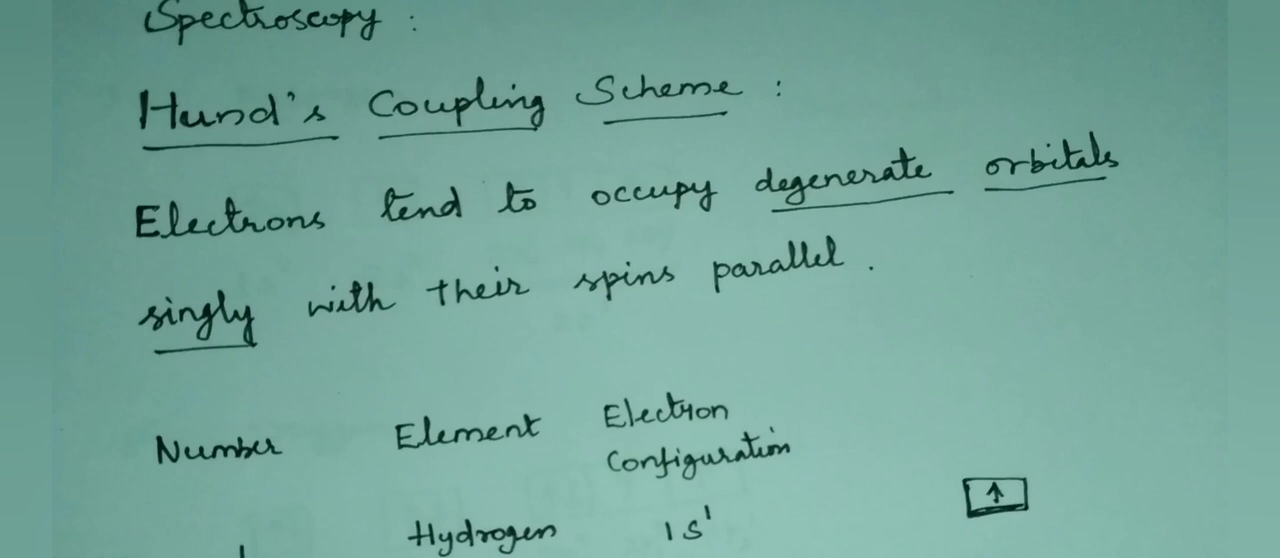 Spectroscopy :
Hund's Coupling Scheme :
Electrons tend to occupy degenerate orbitals
singly with their spins parallel.
Number Element Electron
Configuration
↑
1 Hydrogen 1s¹